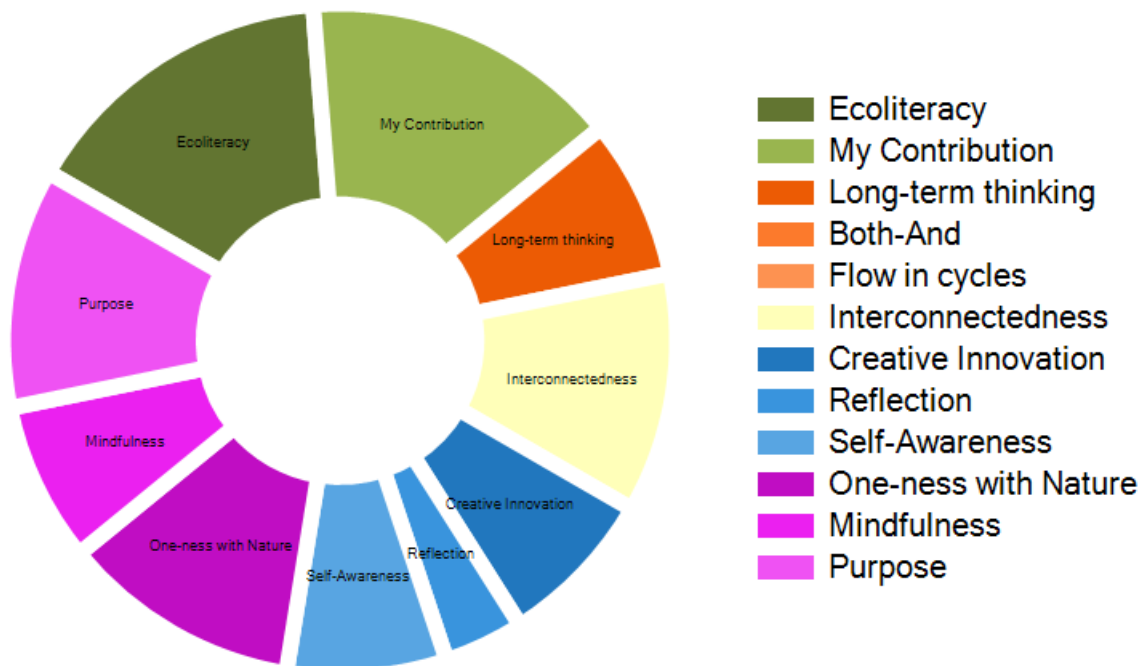 Ecoliteracy
My Contribution
Long-term thinking
Interconnectedness
Creative Innovation
Reflection
Self-Awareness
One-ness with Nature
Mindfulness
Purpose
Ecoliteracy
My Contribution
Long-term thinking
Both-And
Flow in cycles
Interconnectedness
Creative Innovation
Reflection
Self-Awareness
One-ness with Nature
Mindfulness
Purpose